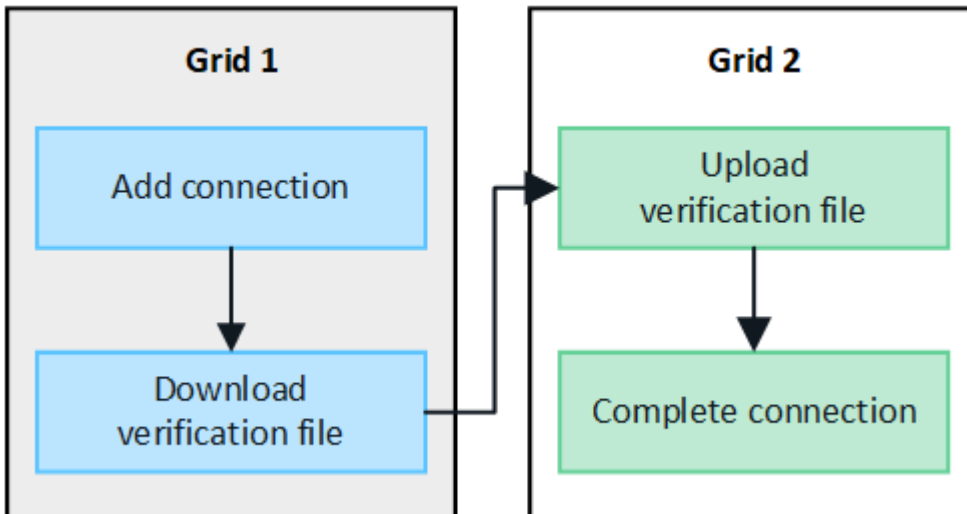 Grid 1
Add connection
Download
verification file
Grid 2
Upload
verification file
Complete connection